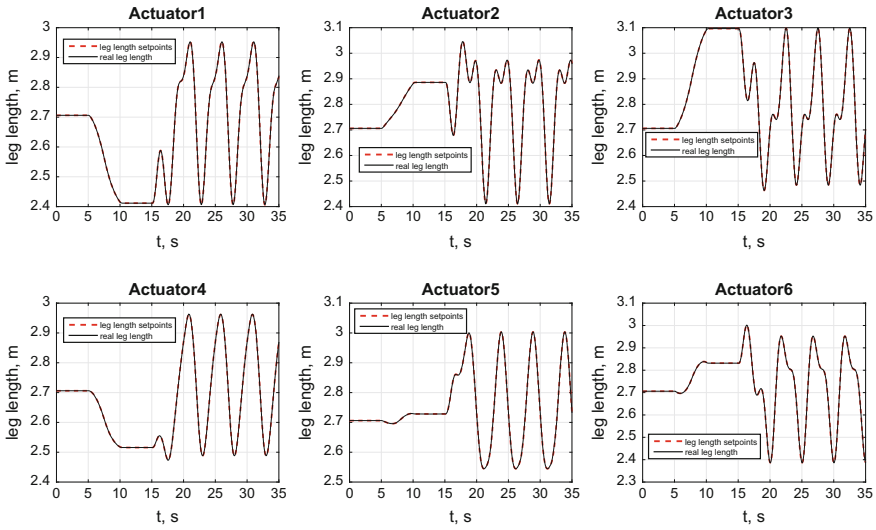 Actuator1
Actuator2
Actuator3
3
2.9
2.8
2.7
2.6
2.5
2.4
leg length, m
leg length setpoints
real leg length
0 5 10 15 20 25 30 35
t, s
3.1
3
2.9
2.8
2.7
2.6
2.5
2.4
leg length, m
leg length setpoints
real leg length
0 5 10 15 20 25 30 35
t, s
3.1
3
2.9
2.8
2.7
2.6
2.5
2.4
leg length, m
leg length setpoints
real leg length
0 5 10 15 20 25 30 35
t, s
Actuator4
Actuator5
Actuator6
3
2.9
2.8
2.7
2.6
2.5
2.4
leg length, m
leg length setpoints
real leg length
0 5 10 15 20 25 30 35
t, s
3.1
3
2.9
2.8
2.7
2.6
2.5
leg length, m
leg length setpoints
real leg length
0 5 10 15 20 25 30 35
t, s
3.1
3
2.9
2.8
2.7
2.6
2.5
2.4
2.3
leg length, m
leg length setpoints
real leg length
0 5 10 15 20 25 30 35
t, s